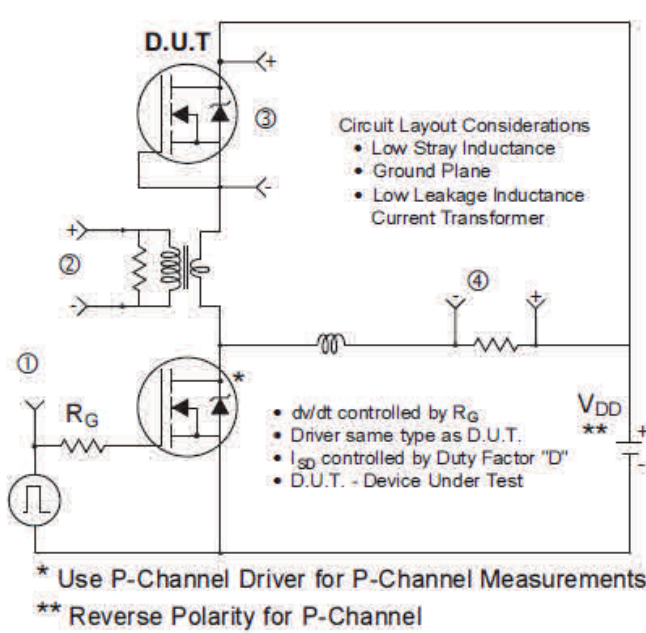 D.U.T
+
③
-
Circuit Layout Considerations
• Low Stray Inductance
• Ground Plane
• Low Leakage Inductance
Current Transformer
+
②
-
④
- +
①
RG
*
• dv/dt controlled by RG
• Driver same type as D.U.T.
• ISD controlled by Duty Factor "D"
• D.U.T. - Device Under Test
VDD
**
+
-
* Use P-Channel Driver for P-Channel Measurements
** Reverse Polarity for P-Channel